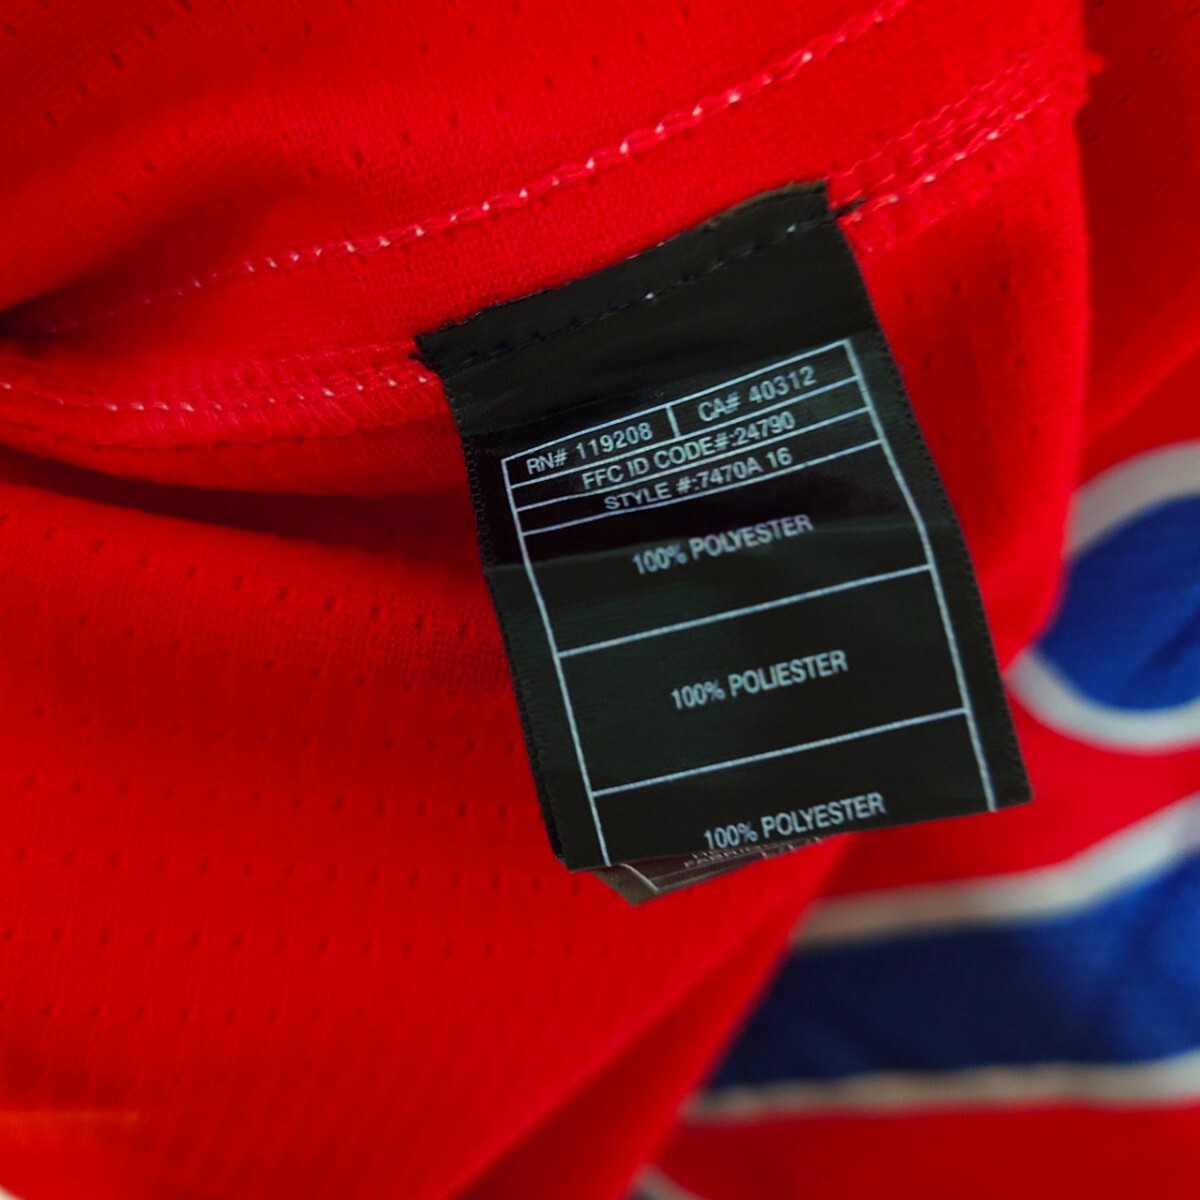 RN# 119208 CA# 40312
FFC ID CODE#:24790
STYLE #:7470A 16
100% POLYESTER
100% POLIESTER
100% POLYESTER